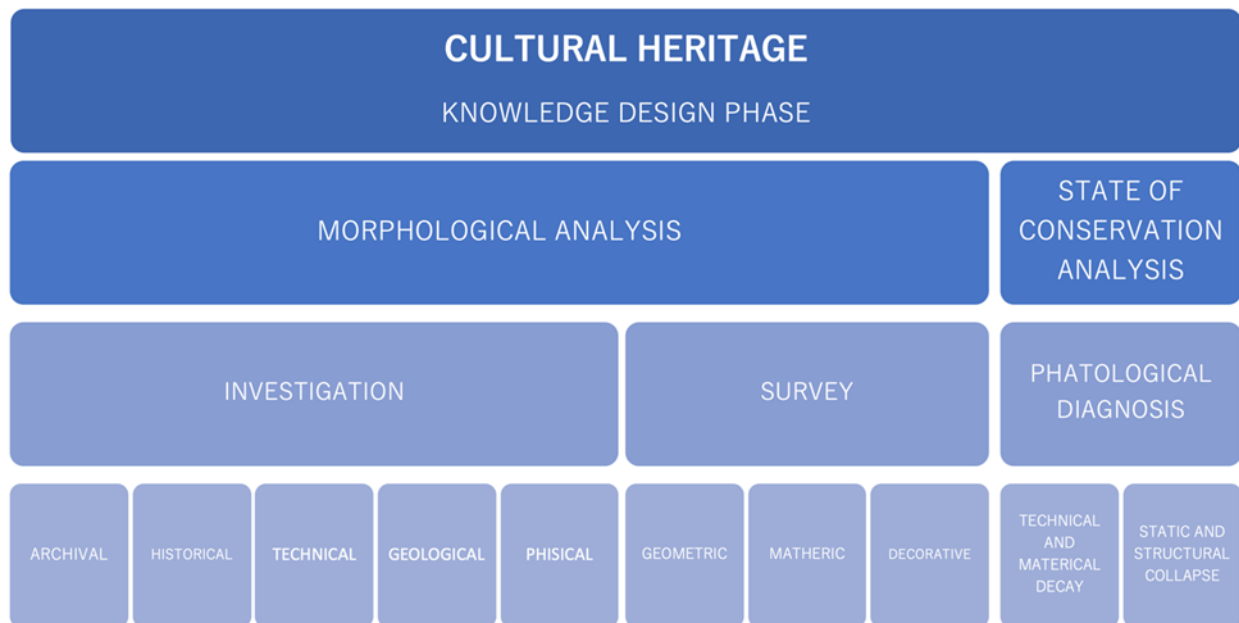 CULTURAL HERITAGE
KNOWLEDGE DESIGN PHASE
MORPHOLOGICAL ANALYSIS
STATE OF
CONSERVATION
ANALYSIS
INVESTIGATION
SURVEY
PHATOLOGICAL
DIAGNOSIS
ARCHIVAL
HISTORICAL
TECHNICAL
GEOLOGICAL
PHISICAL
GEOMETRIC
MATHERIC
DECORATIVE
TECHNICAL
AND
MATERICAL
DECAY
STATIC AND
STRUCTURAL
COLLAPSE